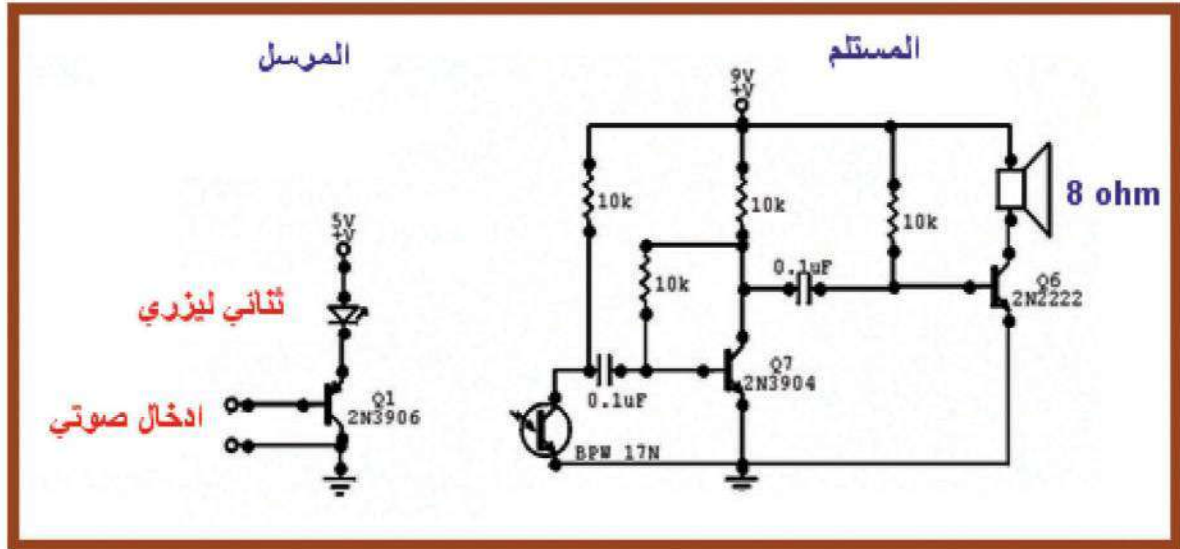 المرسل
5V
+V
ثنائي ليزري
Q1
2N3906
ادخال صوتي
المستلم
9V
+V
10k
10k
10k
10k
8 ohm
0.1uF
Q6
2N2222
Q7
2N3904
0.1uF
BPW 17N